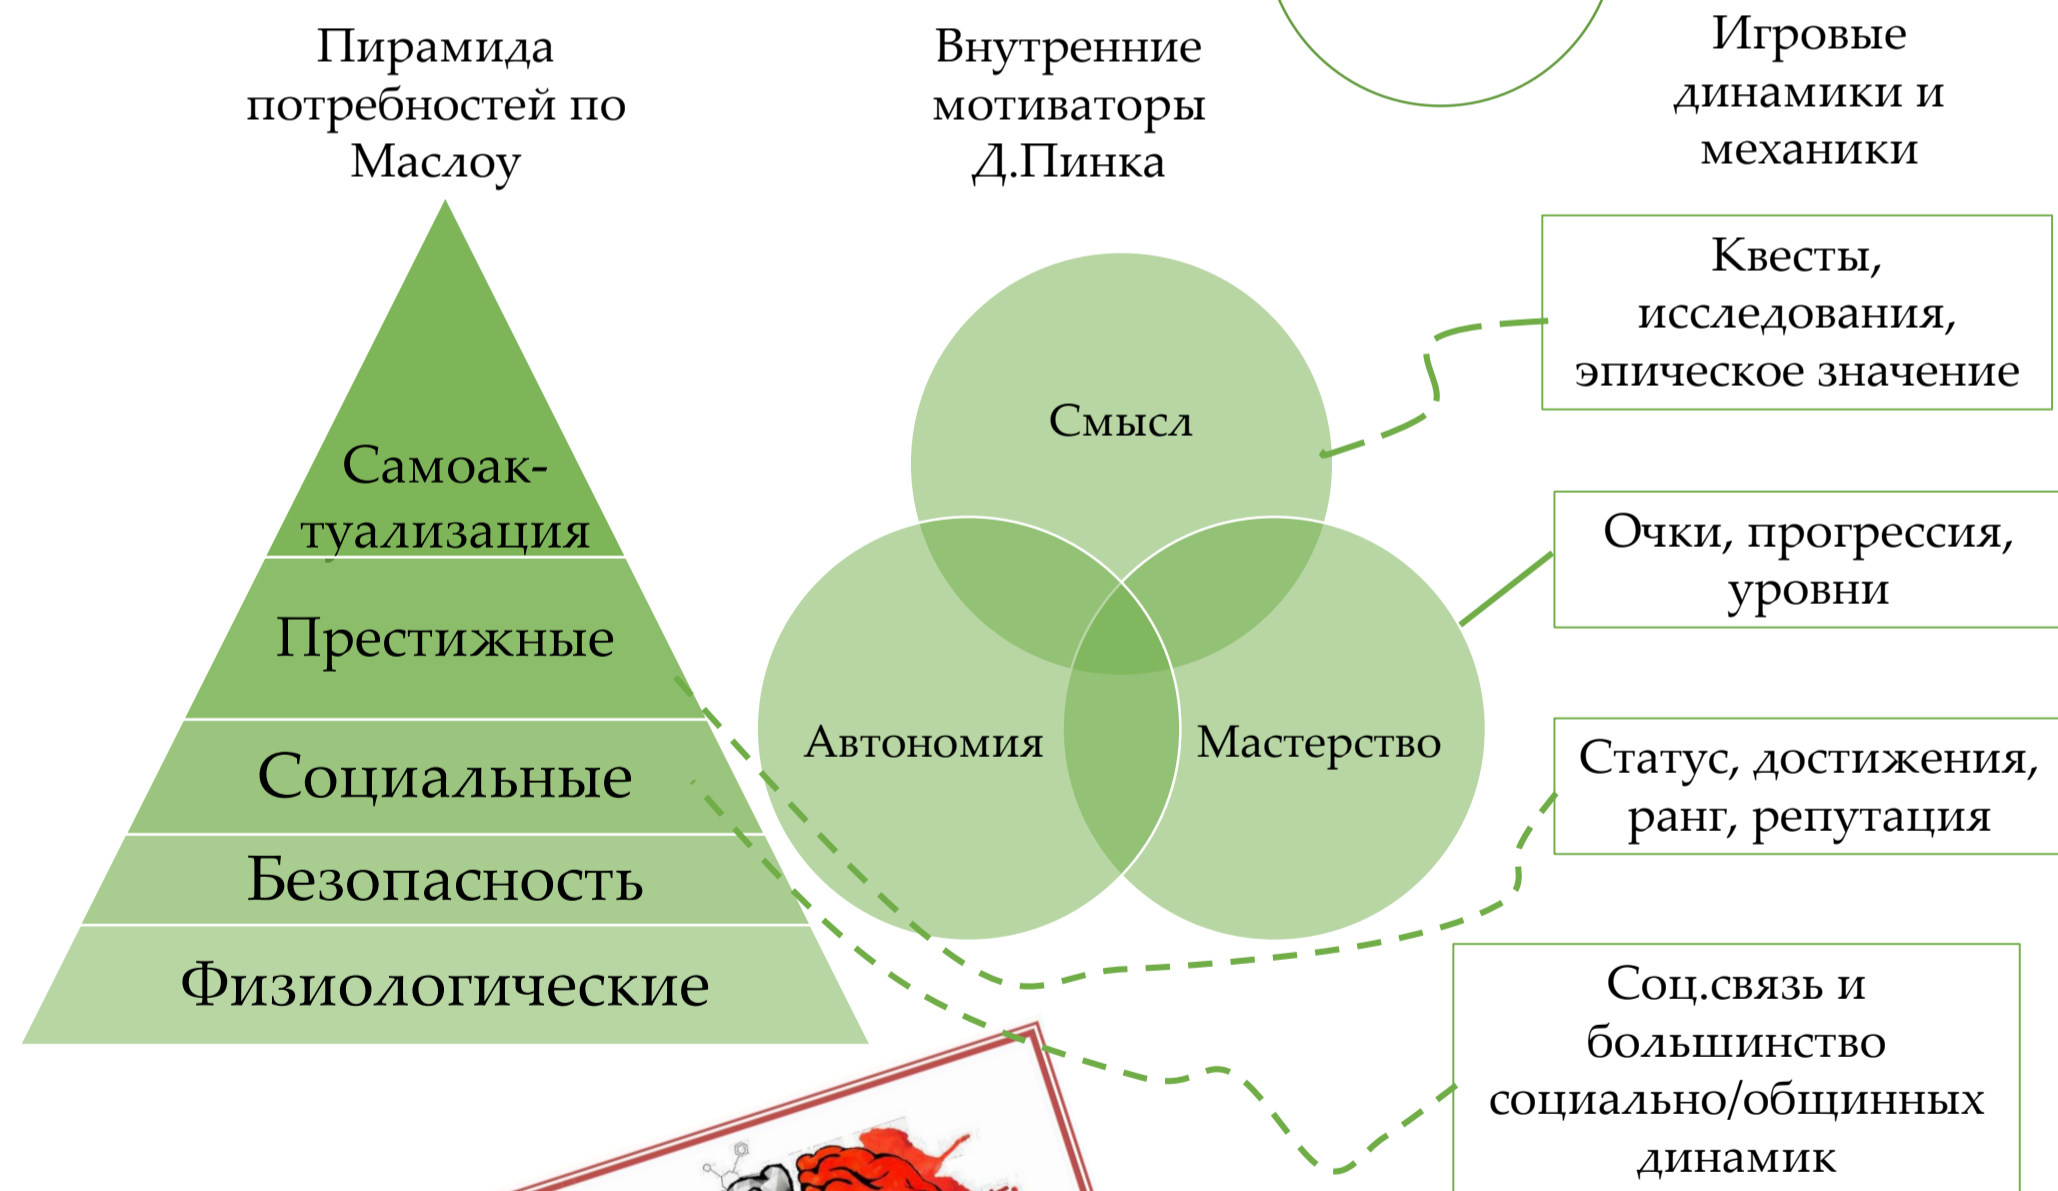 Пирамида
потребностей по
Маслоу
Самоак-
туализация
Престижные
Социальные
Безопасность
Физиологические
Внутренние
мотиваторы
Д.Пинка
Смысл
Автономия
Мастерство
Игровые
динамики и
механики
Квесты,
исследования,
эпическое значение
Очки, прогрессия,
уровни
Статус, достижения,
ранг, репутация
Соц.связь и
большинство
социально/общинных
динамик